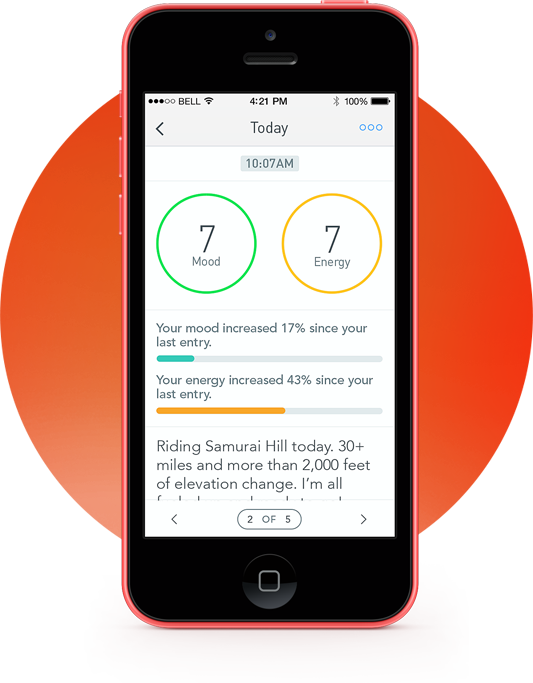 BELL 4:21 PM 100%
Today
10:07AM
7 7
Mood Energy
Your mood increased 17% since your
last entry.
Your energy increased 43% since your
last entry.
Riding Samurai Hill today. 30+
miles and more than 2,000 feet
of elevation change. I'm all
2 OF 5